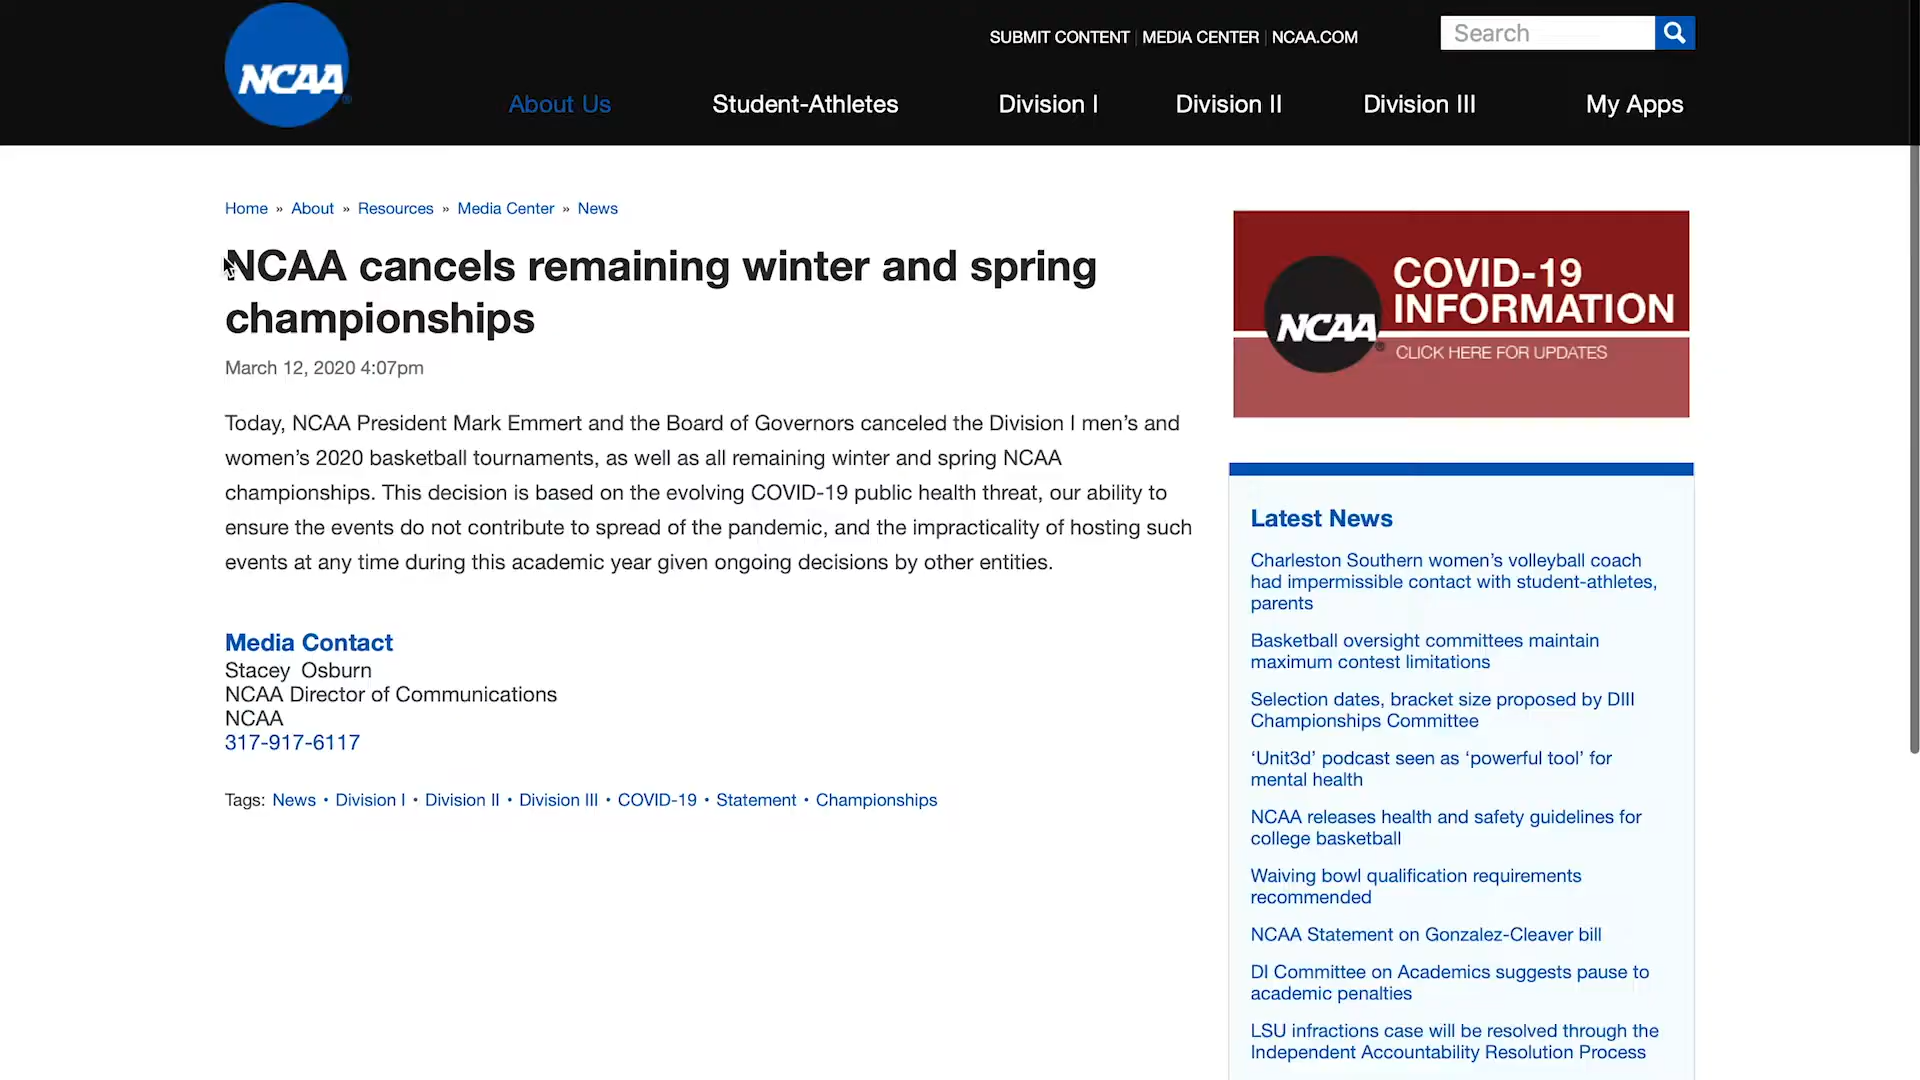 NCAA
SUBMIT CONTENT | MEDIA CENTER | NCAA.COM
Search
About Us
Student-Athletes
Division I
Division II
Division III
My Apps
Home » About » Resources » Media Center » News
NCAA cancels remaining winter and spring
championships
March 12, 2020 4:07pm
Today, NCAA President Mark Emmert and the Board of Governors canceled the Division I men’s and
women’s 2020 basketball tournaments, as well as all remaining winter and spring NCAA
championships. This decision is based on the evolving COVID-19 public health threat, our ability to
ensure the events do not contribute to spread of the pandemic, and the impracticality of hosting such
events at any time during this academic year given ongoing decisions by other entities.
Media Contact
Stacey Osburn
NCAA Director of Communications
NCAA
317-917-6117
Tags: News • Division I • Division II • Division III • COVID-19 • Statement • Championships
NCAA
COVID-19
INFORMATION
CLICK HERE FOR UPDATES
Latest News
Charleston Southern women’s volleyball coach
had impermissible contact with student-athletes,
parents
Basketball oversight committees maintain
maximum contest limitations
Selection dates, bracket size proposed by DIII
Championships Committee
‘Unit3d’ podcast seen as ‘powerful tool’ for
mental health
NCAA releases health and safety guidelines for
college basketball
Waiving bowl qualification requirements
recommended
NCAA Statement on Gonzalez-Cleaver bill
DI Committee on Academics suggests pause to
academic penalties
LSU infractions case will be resolved through the
Independent Accountability Resolution Process